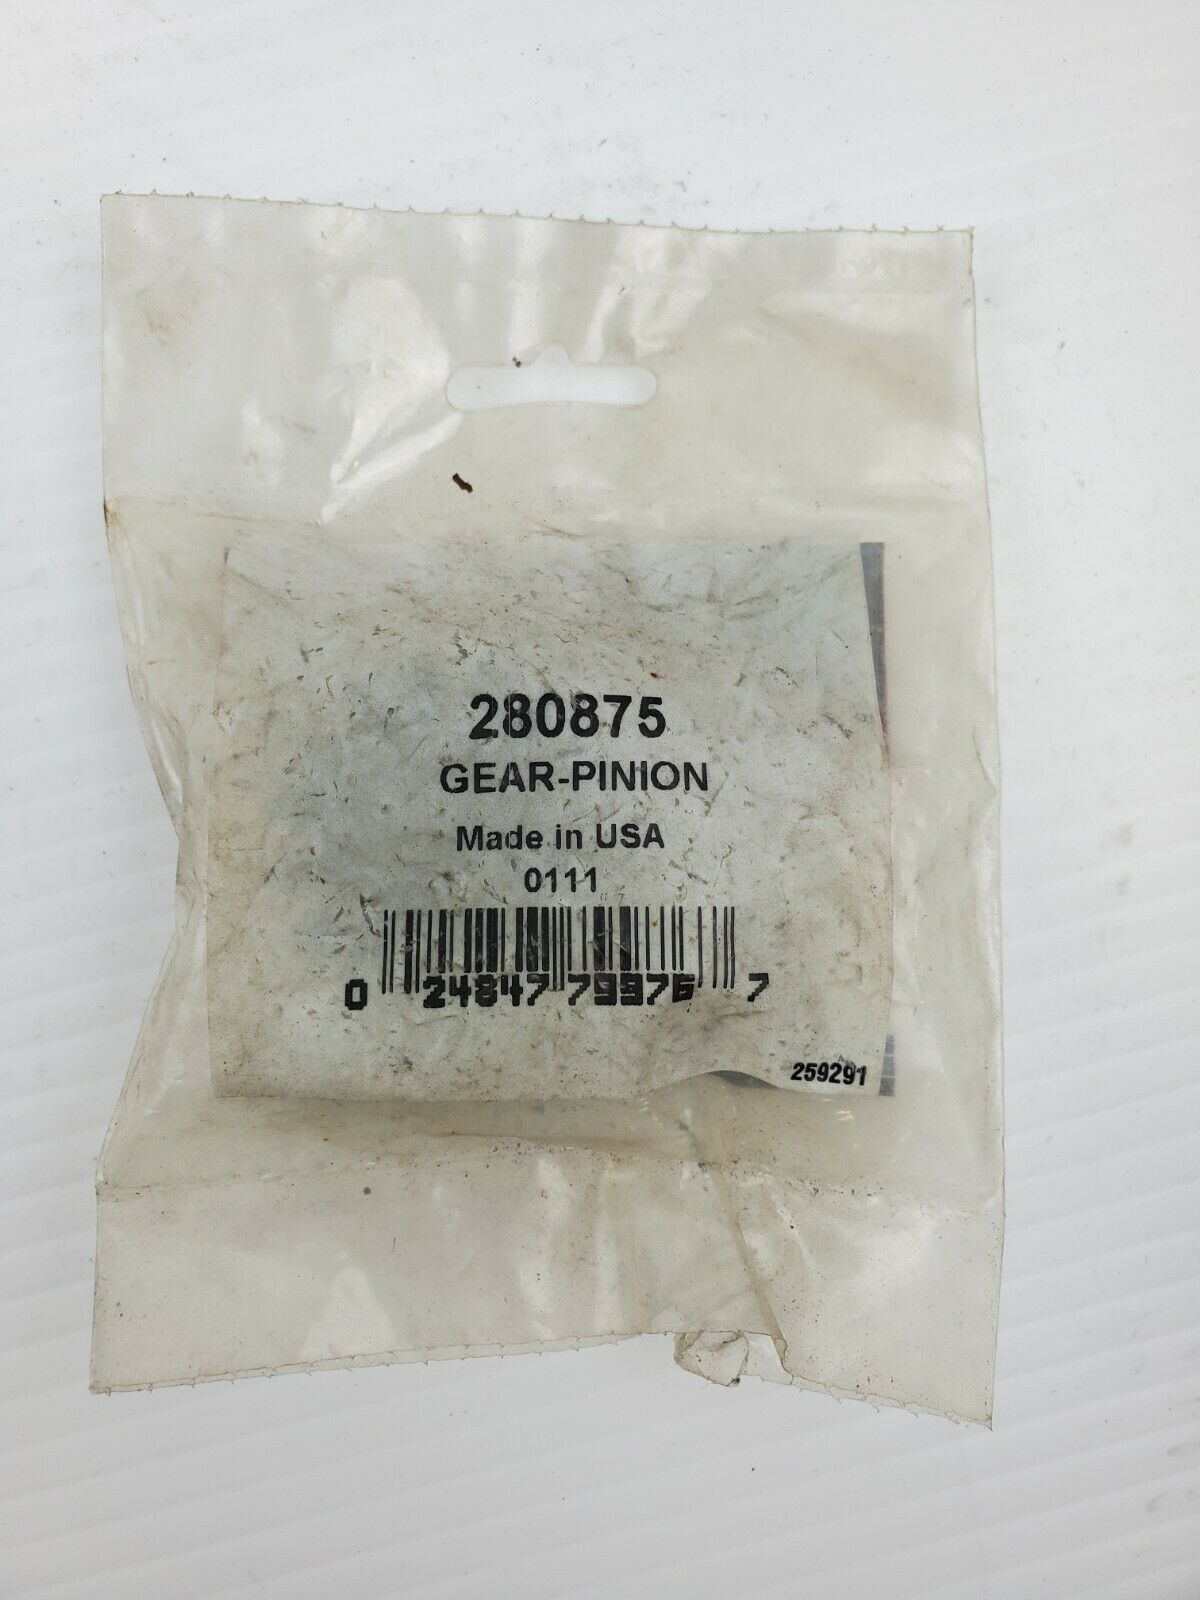 280875
GEAR-PINION
Made in USA
0111
0 24847 79976 7
259291